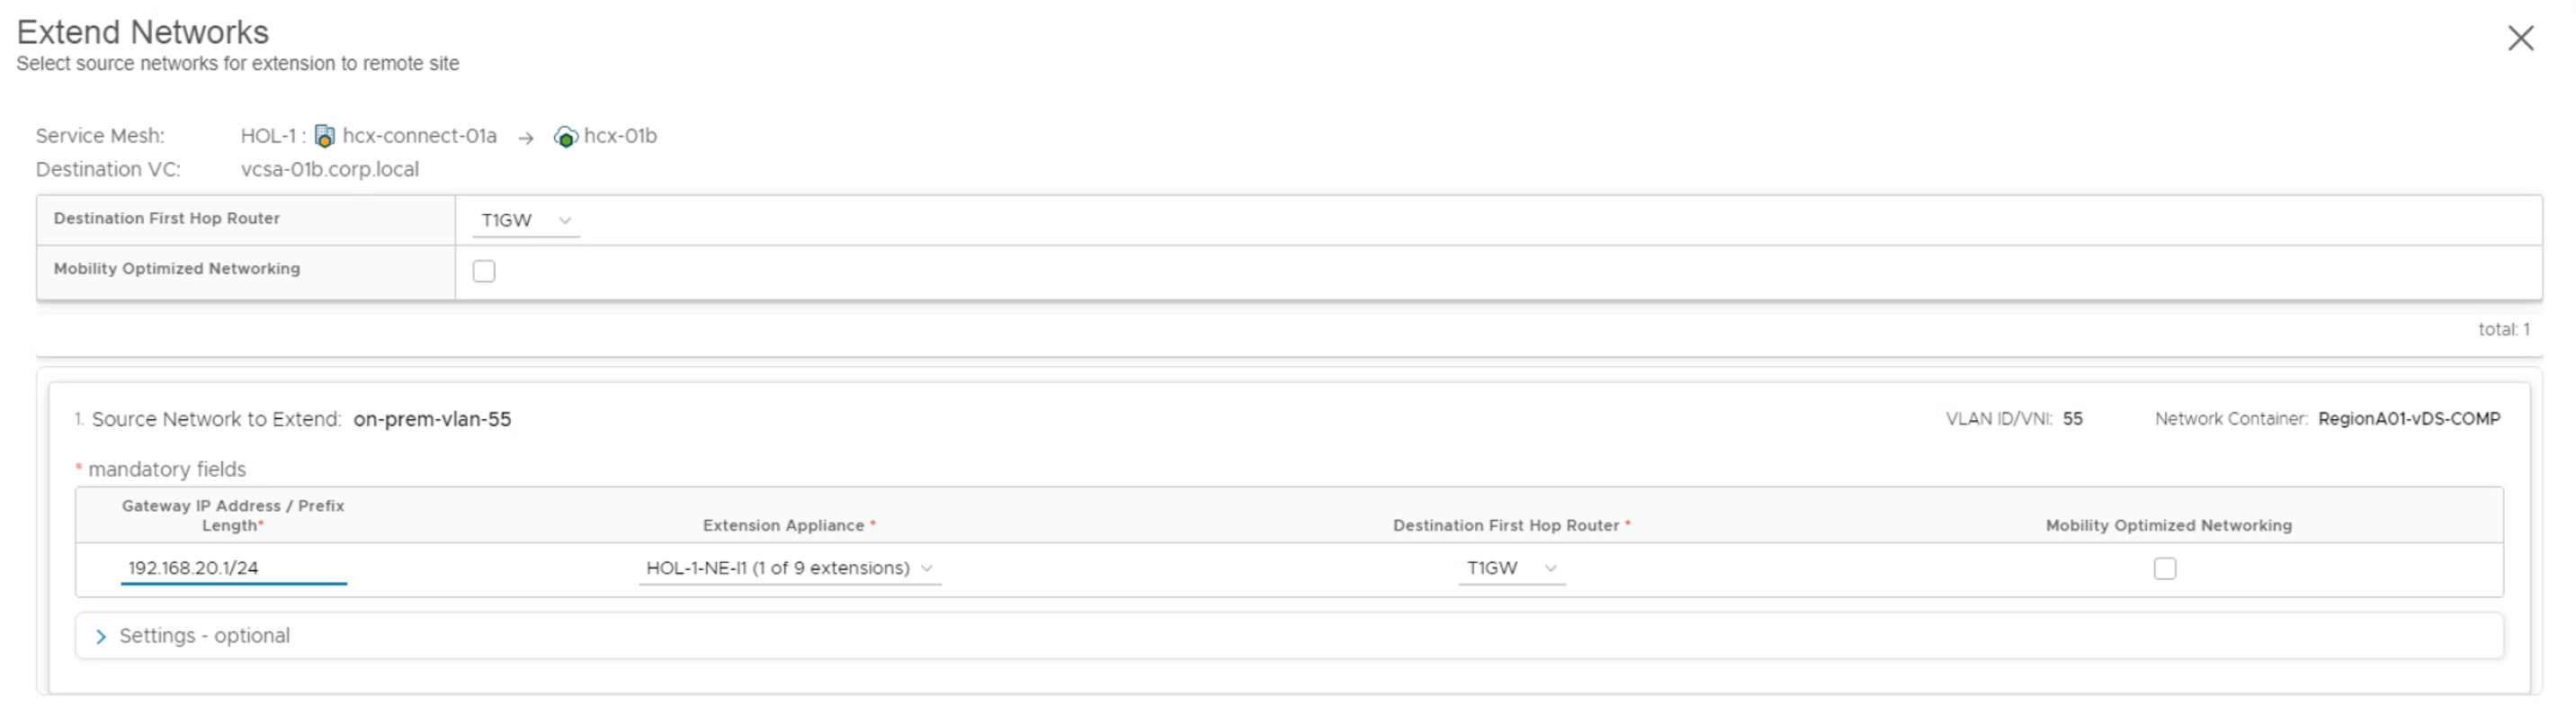 Extend Networks
Select source networks for extension to remote site
Service Mesh: HOL-1 : hcx-connect-01a → hcx-01b
Destination VC: vcsa-01b.corp.local
Destination First Hop Router T1GW
Mobility Optimized Networking
total: 1
1. Source Network to Extend: on-prem-vlan-55 VLAN ID/VNI: 55 Network Container: RegionA01-vDS-COMP
* mandatory fields
Gateway IP Address / Prefix
Length* Extension Appliance * Destination First Hop Router * Mobility Optimized Networking
192.168.20.1/24 HOL-1-NE-I1 (1 of 9 extensions) T1GW
Settings - optional